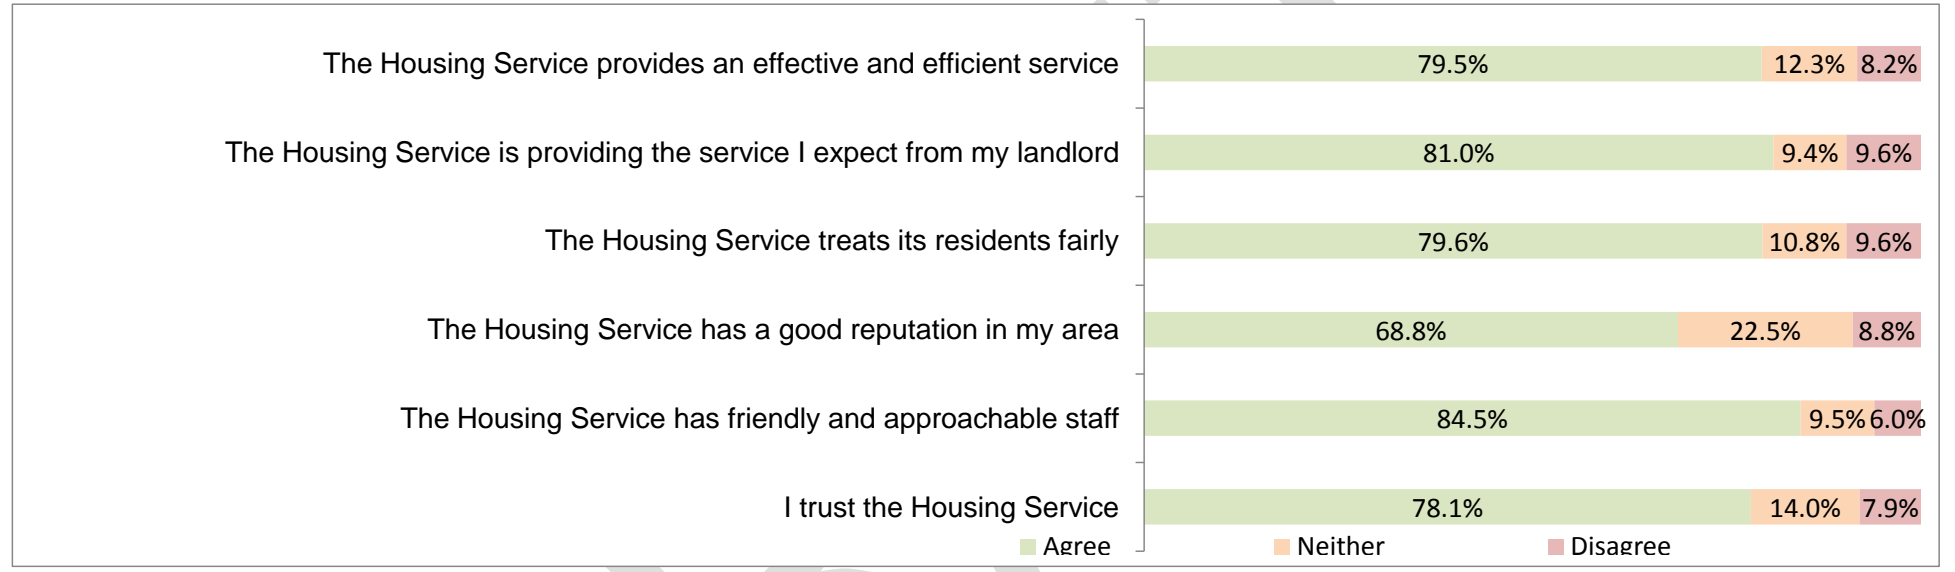 The Housing Service provides an effective and efficient service 79.5% 12.3% 8.2%
The Housing Service is providing the service I expect from my landlord 81.0% 9.4% 9.6%
The Housing Service treats its residents fairly 79.6% 10.8% 9.6%
The Housing Service has a good reputation in my area 68.8% 22.5% 8.8%
The Housing Service has friendly and approachable staff 84.5% 9.5% 6.0%
I trust the Housing Service 78.1% 14.0% 7.9%
Agree Neither Disagree